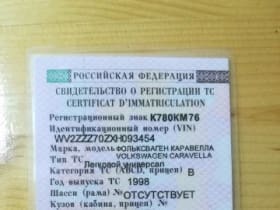 РОССИЙСКАЯ ФЕДЕРАЦИЯ
СВИДЕТЕЛЬСТВО О РЕГИСТРАЦИИ ТС
CERTIFICAT D'IMMATRICULATION
Регистрационный знак К780КМ76
Идентификационный номер (VIN)
WV2ZZZ70ZXH093454
Марка, модель ФОЛЬКСВАГЕН КАРАВЕЛЛА
VOLKSWAGEN CARAVELLA
Тип ТС Легковой универсал
Категория ТС (ABCD, прицеп) B
Год выпуска ТС 1998
Шасси (рама) № ОТСУТСТВУЕТ
Кузов (кабина, прицеп) №